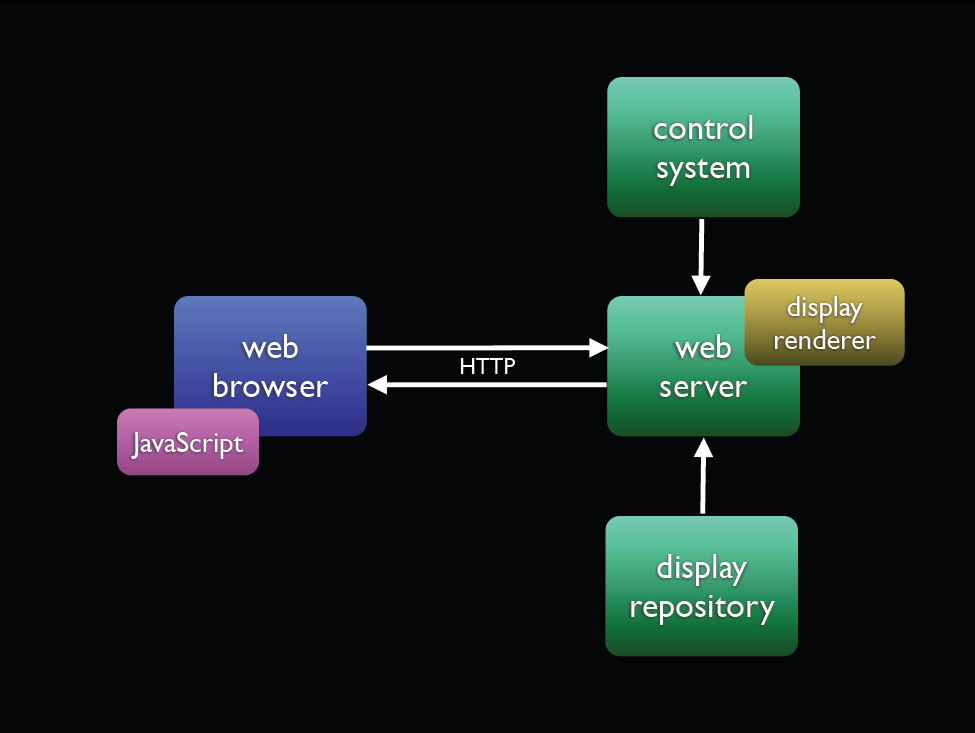 control
system
display
renderer
web
browser
HTTP
web
server
JavaScript
display
repository